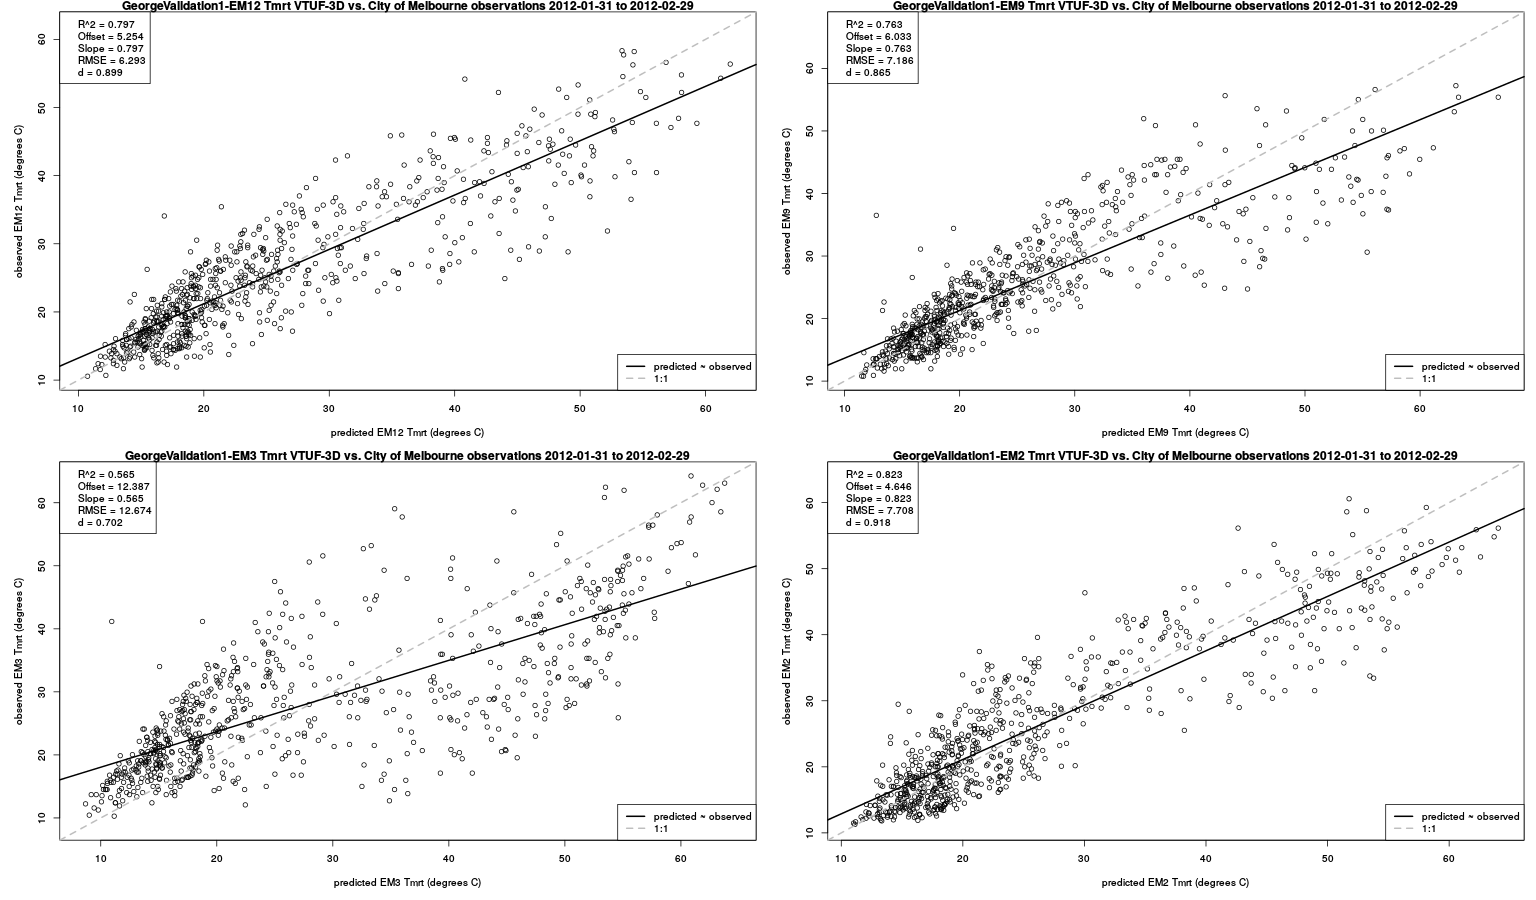 GeorgeValidation1-EM12 Tmrt VTUF-3D vs. City of Melbourne observations 2012-01-31 to 2012-02-29
R^2 = 0.797
Offset = 5.254
Slope = 0.797
RMSE = 6.293
d = 0.899
observed EM12 Tmrt (degrees C)
60
50
40
30
20
10
predicted ~ observed
1:1
10 20 30 40 50 60
predicted EM12 Tmrt (degrees C)
GeorgeValidation1-EM9 Tmrt VTUF-3D vs. City of Melbourne observations 2012-01-31 to 2012-02-29
R^2 = 0.763
Offset = 6.033
Slope = 0.763
RMSE = 7.186
d = 0.865
observed EM9 Tmrt (degrees C)
60
50
40
30
20
10
predicted ~ observed
1:1
10 20 30 40 50 60
predicted EM9 Tmrt (degrees C)
GeorgeValidation1-EM3 Tmrt VTUF-3D vs. City of Melbourne observations 2012-01-31 to 2012-02-29
R^2 = 0.565
Offset = 12.387
Slope = 0.565
RMSE = 12.674
d = 0.702
observed EM3 Tmrt (degrees C)
60
50
40
30
20
10
predicted ~ observed
1:1
10 20 30 40 50 60
predicted EM3 Tmrt (degrees C)
GeorgeValidation1-EM2 Tmrt VTUF-3D vs. City of Melbourne observations 2012-01-31 to 2012-02-29
R^2 = 0.823
Offset = 4.646
Slope = 0.823
RMSE = 7.708
d = 0.918
observed EM2 Tmrt (degrees C)
60
50
40
30
20
10
predicted ~ observed
1:1
10 20 30 40 50 60
predicted EM2 Tmrt (degrees C)